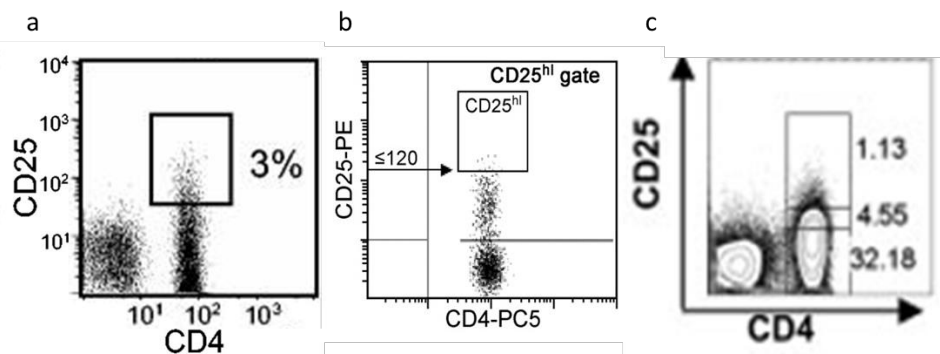 a
b
c
CD25
10⁴
10³
10²
10¹
3%
10¹ 10² 10³
CD4
CD25ʰⁱ gate
CD25ʰⁱ
≤120
CD25-PE
CD4-PC5
CD25
1.13
4.55
32.18
CD4